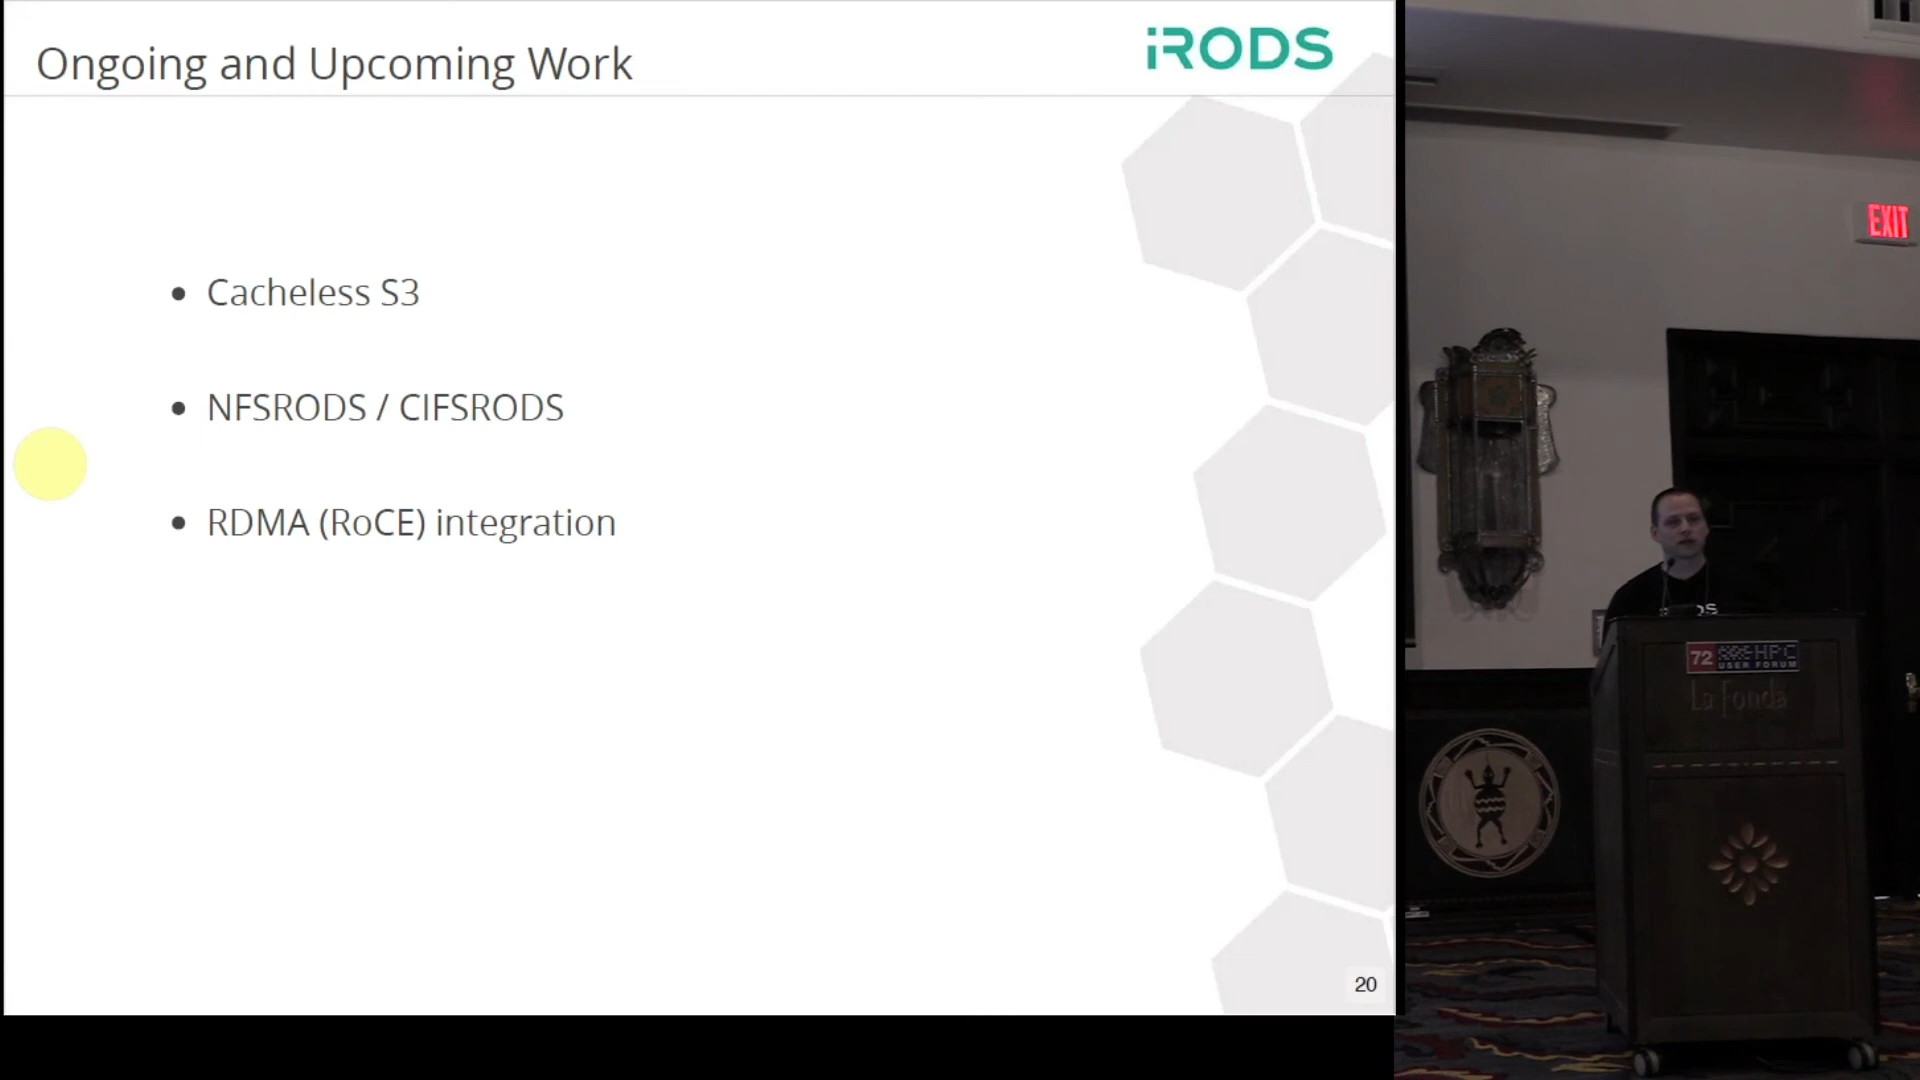 Ongoing and Upcoming Work
iRODS
• Cacheless S3
• NFSRODS / CIFSRODS
• RDMA (RoCE) integration
20
EXIT
72 HPC
USER FORUM
La Fonda